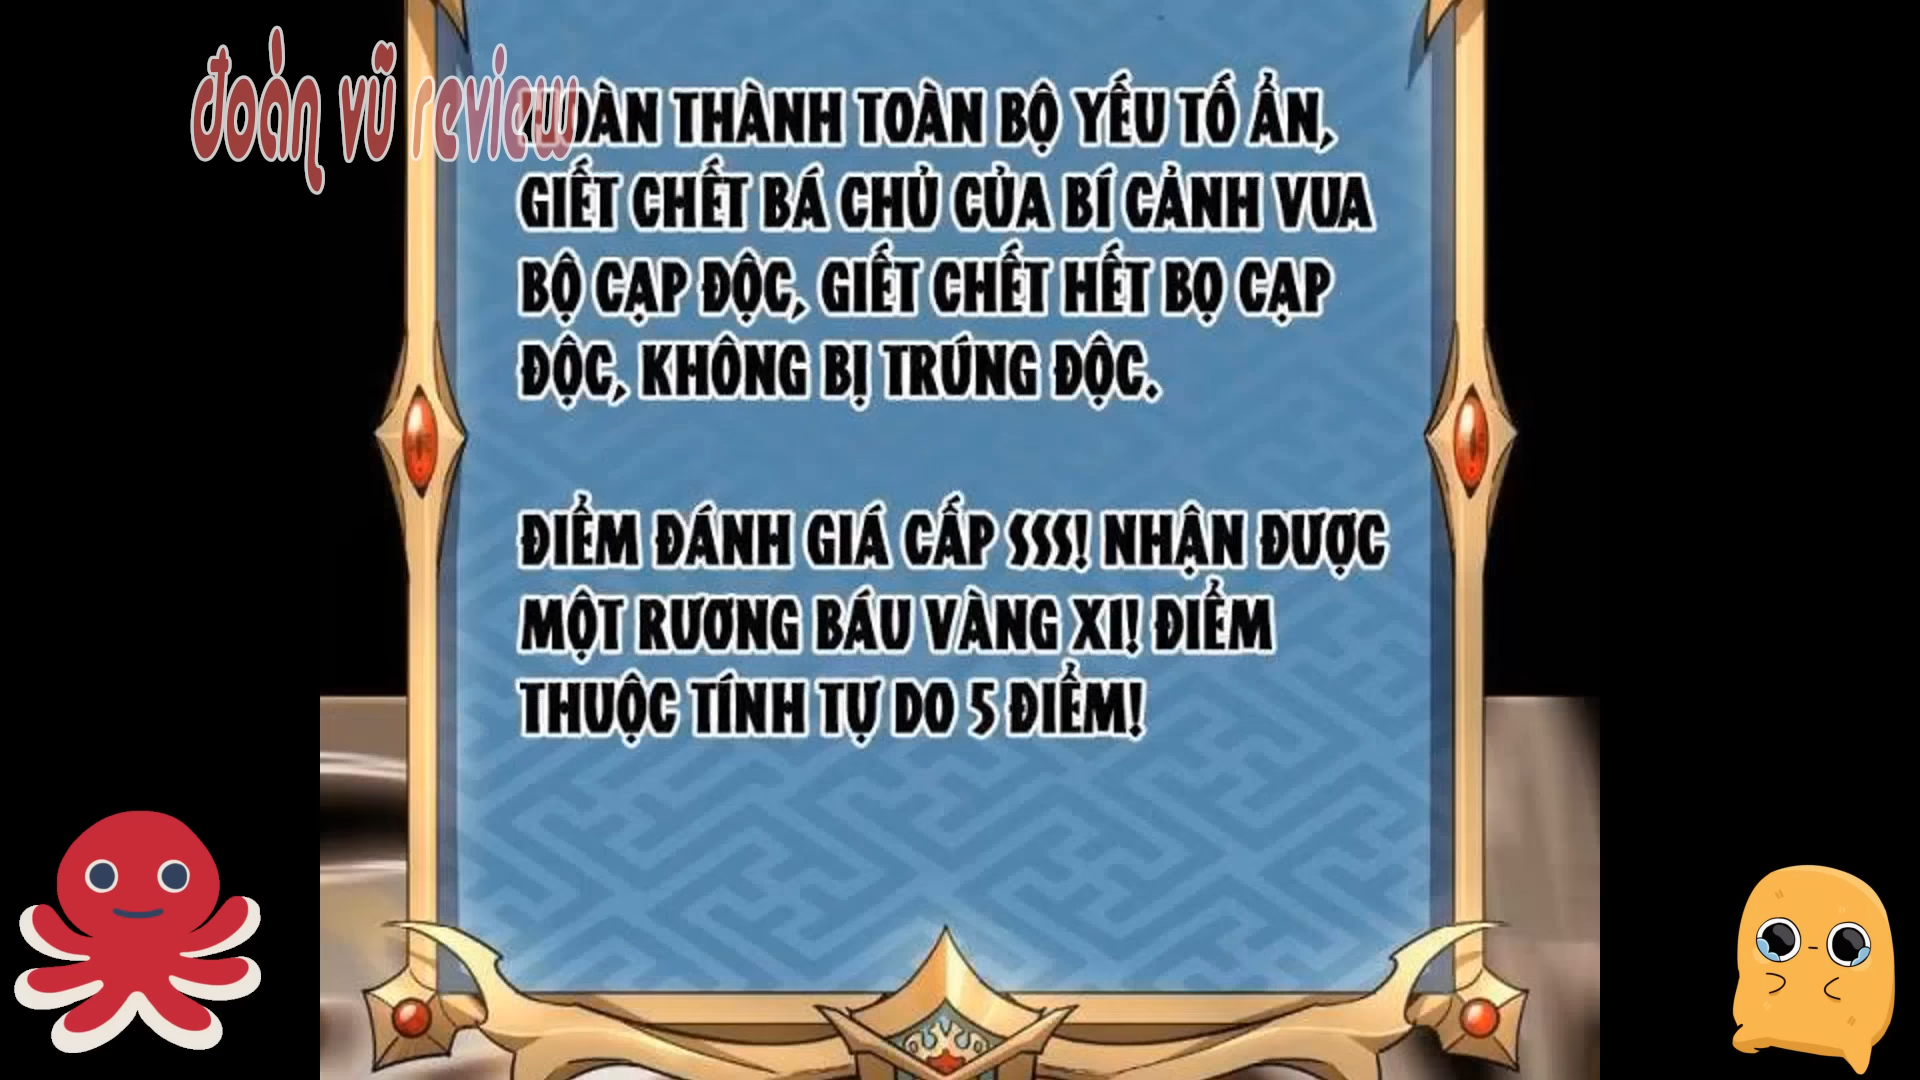 đoản vũ review
HOÀN THÀNH TOÀN BỘ YẾU TỐ ẨN,
GIẾT CHẾT BÁ CHỦ CỦA BÍ CẢNH VUA
BỘ CẠP ĐỘC, GIẾT CHẾT HẾT BỌ CẠP
ĐỘC, KHÔNG BỊ TRÚNG ĐỘC.
ĐIỂM ĐÁNH GIÁ CẤP SSS! NHẬN ĐƯỢC
MỘT RƯƠNG BÁU VÀNG X1! ĐIỂM
THUỘC TÍNH TỰ DO 5 ĐIỂM!